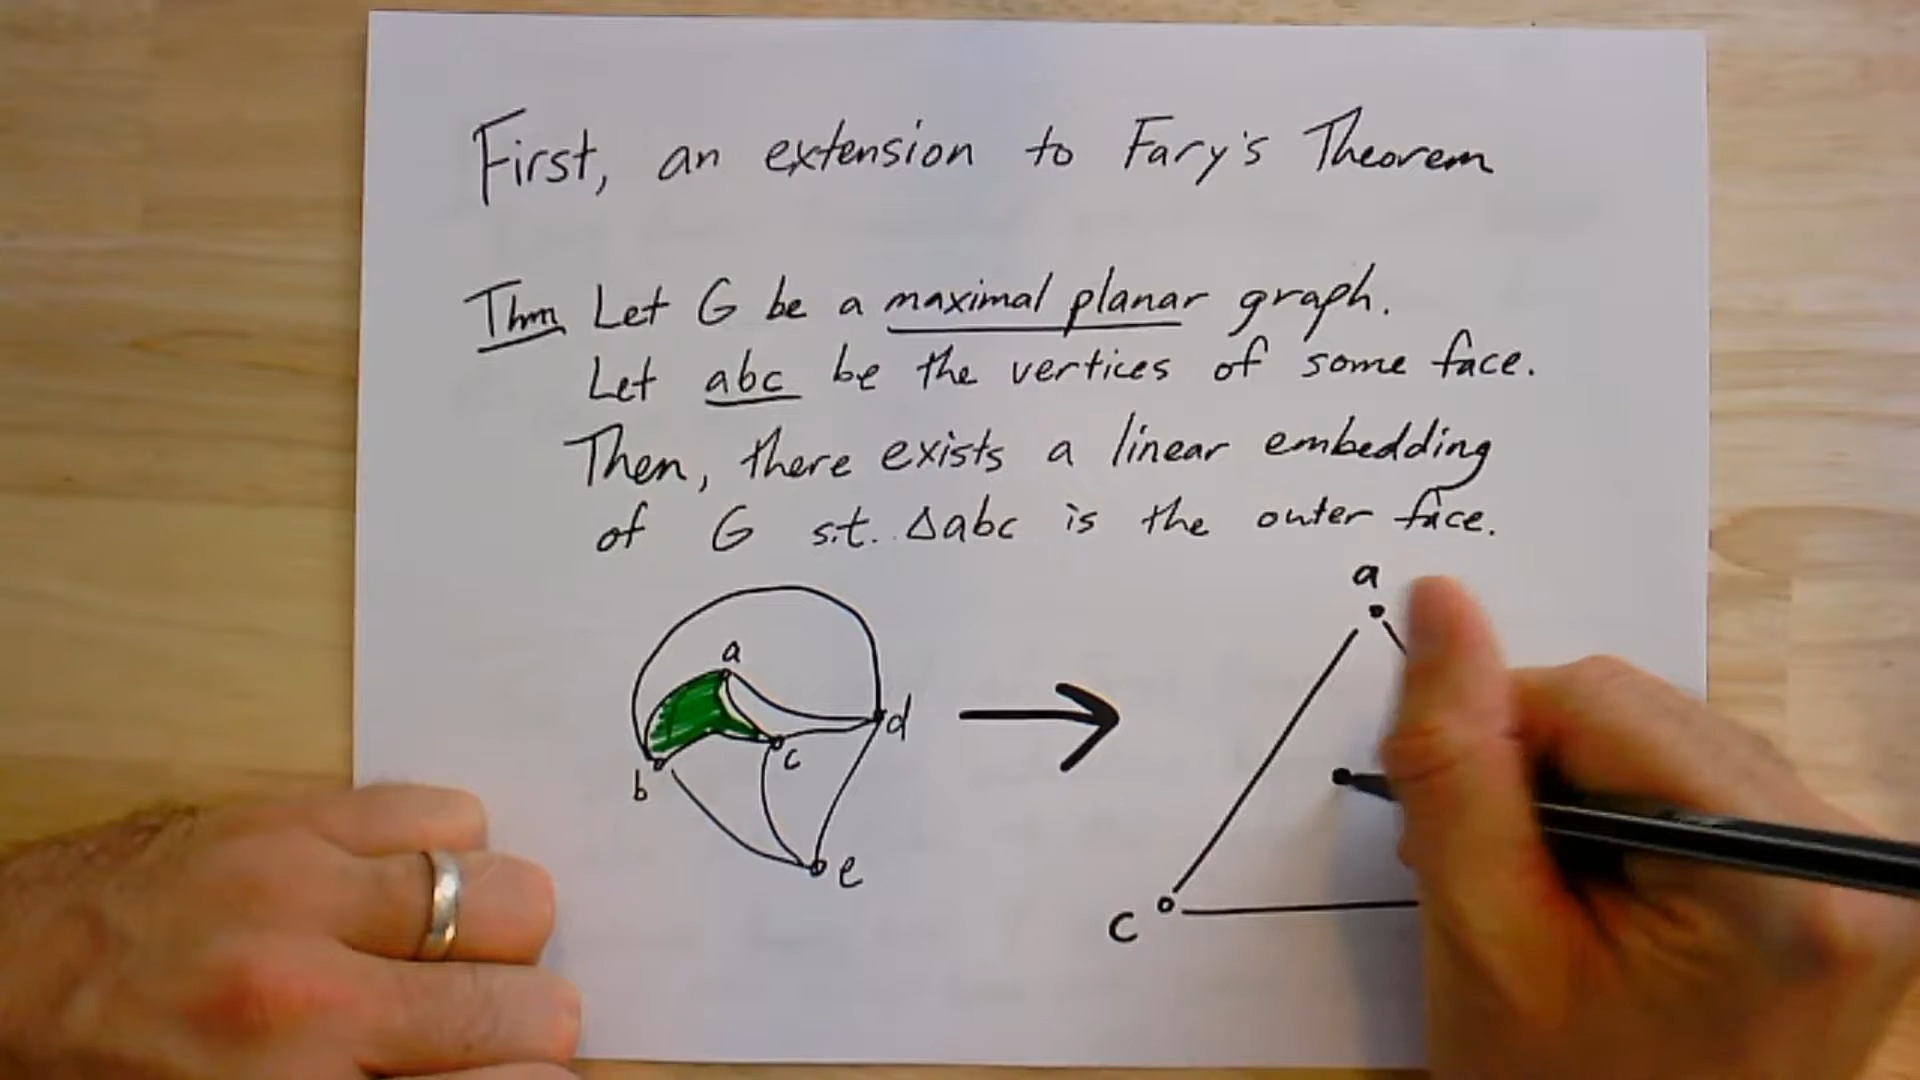 First, an extension to Fary's Theorem
Thm Let G be a maximal planar graph.
Let abc be the vertices of some face.
Then, there exists a linear embedding
of G s.t. Δabc is the outer face.
a
a
d
c
b
e
c